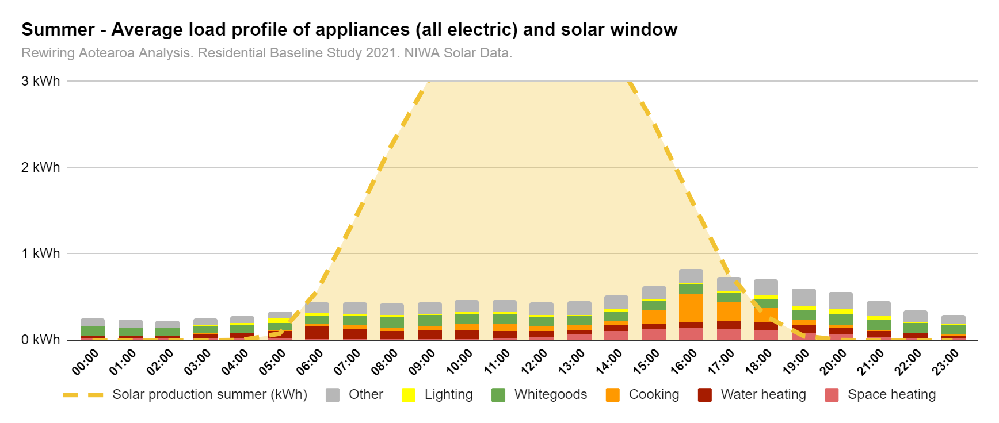 Summer - Average load profile of appliances (all electric) and solar window
Rewiring Aotearoa Analysis. Residential Baseline Study 2021. NIWA Solar Data.
3 kWh
2 kWh
1 kWh
0 kWh
00:00 01:00 02:00 03:00 04:00 05:00 06:00 07:00 08:00 09:00 10:00 11:00 12:00 13:00 14:00 15:00 16:00 17:00 18:00 19:00 20:00 21:00 22:00 23:00
Solar production summer (kWh) Other Lighting Whitegoods Cooking Water heating Space heating